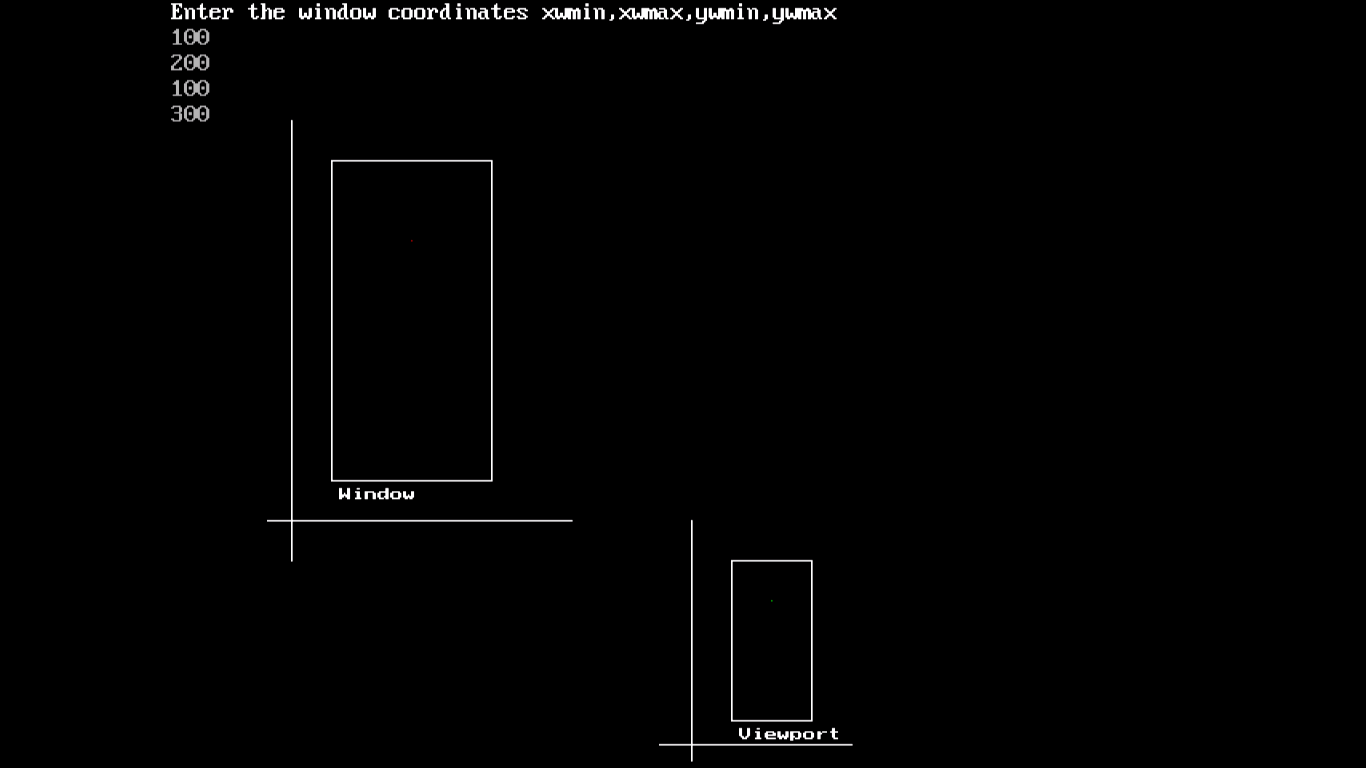 Enter the window coordinates xwmin,xwmax,ywmin,ywmax
100
200
100
300
Window
Viewport